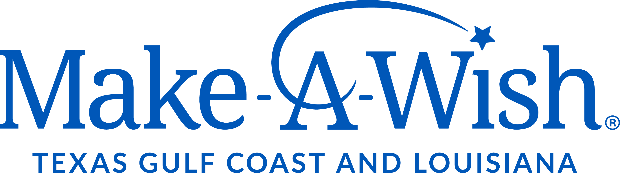 Make-A-Wish®
TEXAS GULF COAST AND LOUISIANA